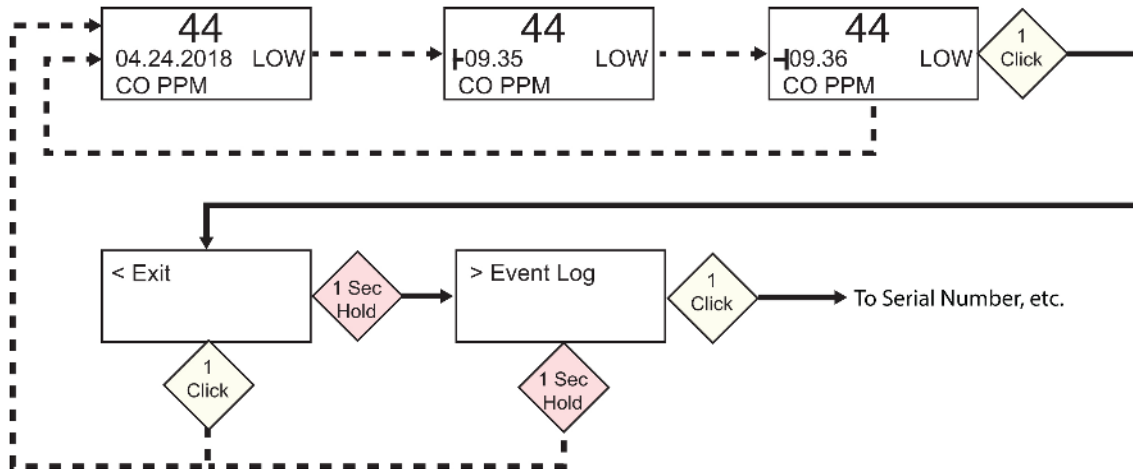 44
04.24.2018 LOW
CO PPM
44
09.35 LOW
CO PPM
44
09.36 LOW
CO PPM
1
Click
< Exit
1 Sec
Hold
> Event Log
1
Click
To Serial Number, etc.
1
Click
1 Sec
Hold